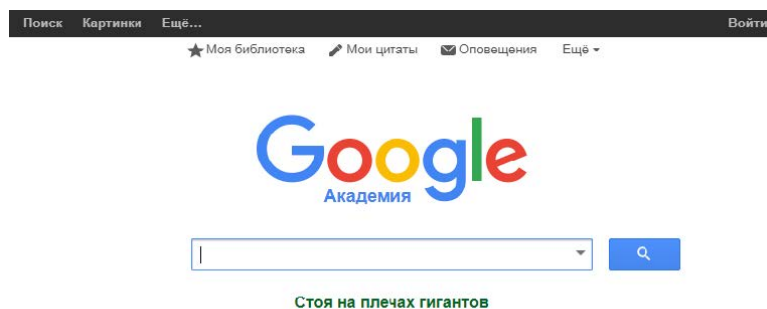 Поиск Картинки Ещё... Войти
Моя библиотека Мои цитаты Оповещения Ещё
Google
Академия
Стоя на плечах гигантов